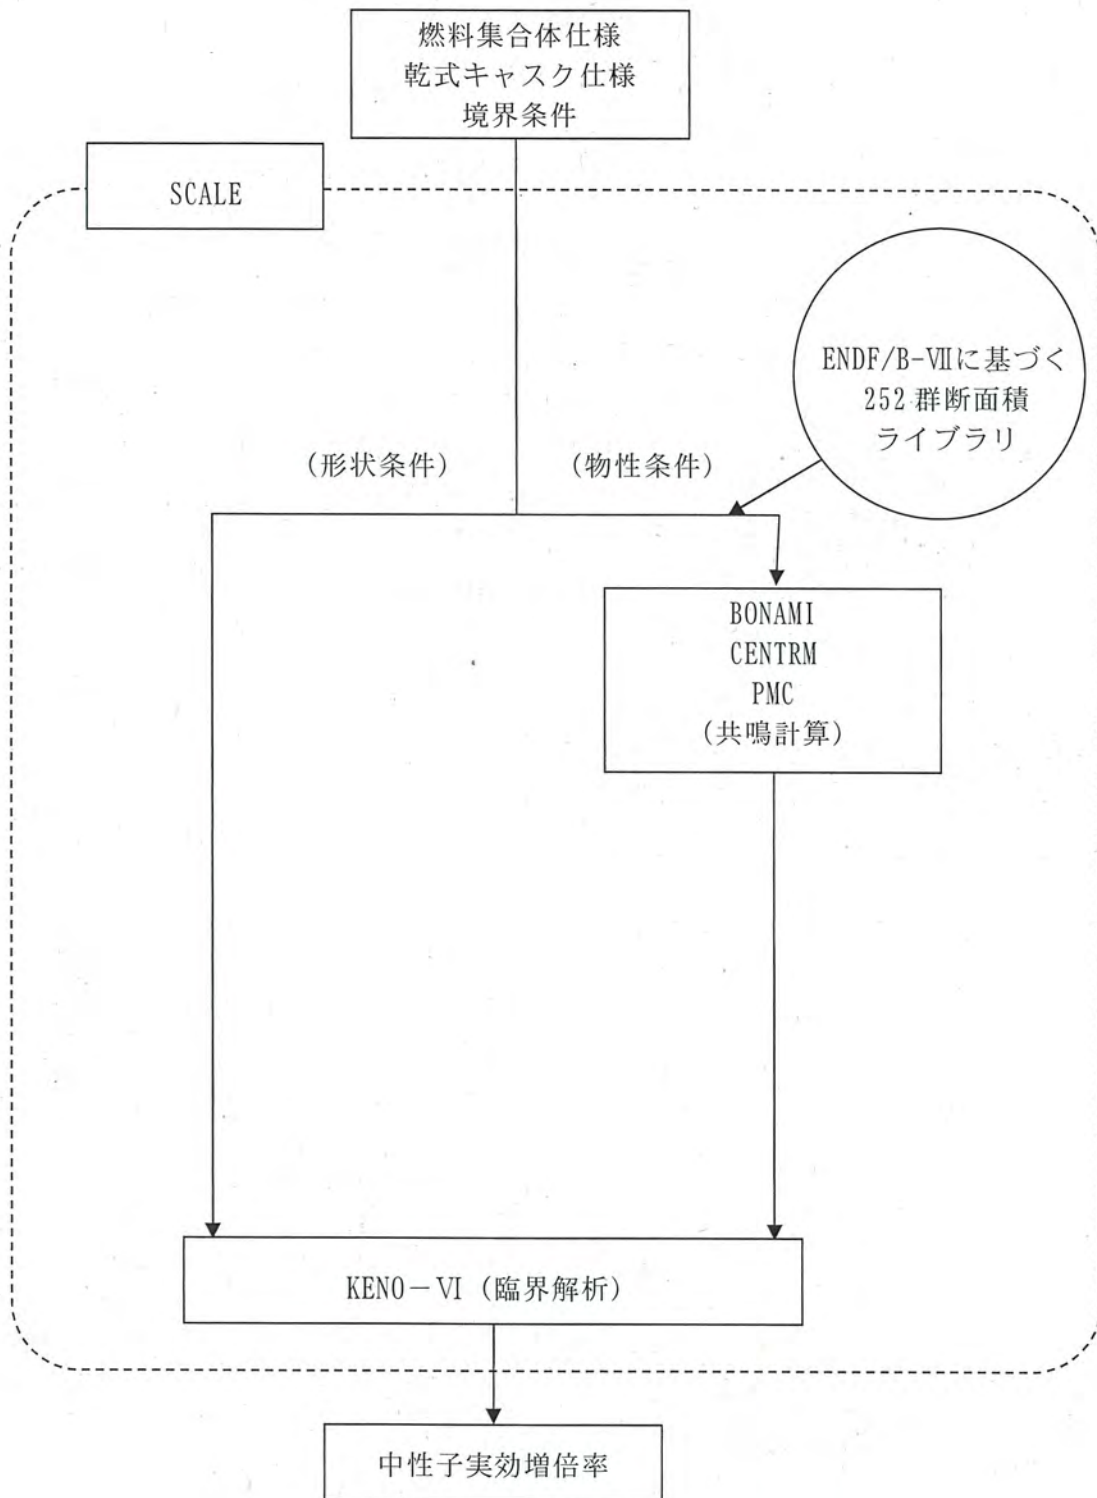 燃料集合体仕様
乾式キャスク仕様
境界条件
SCALE
ENDF/B-Ⅶに基づく
252 群断面積
ライブラリ
(形状条件)
(物性条件)
BONAMI
CENTRM
PMC
(共鳴計算)
KENO－Ⅵ (臨界解析)
中性子実効増倍率